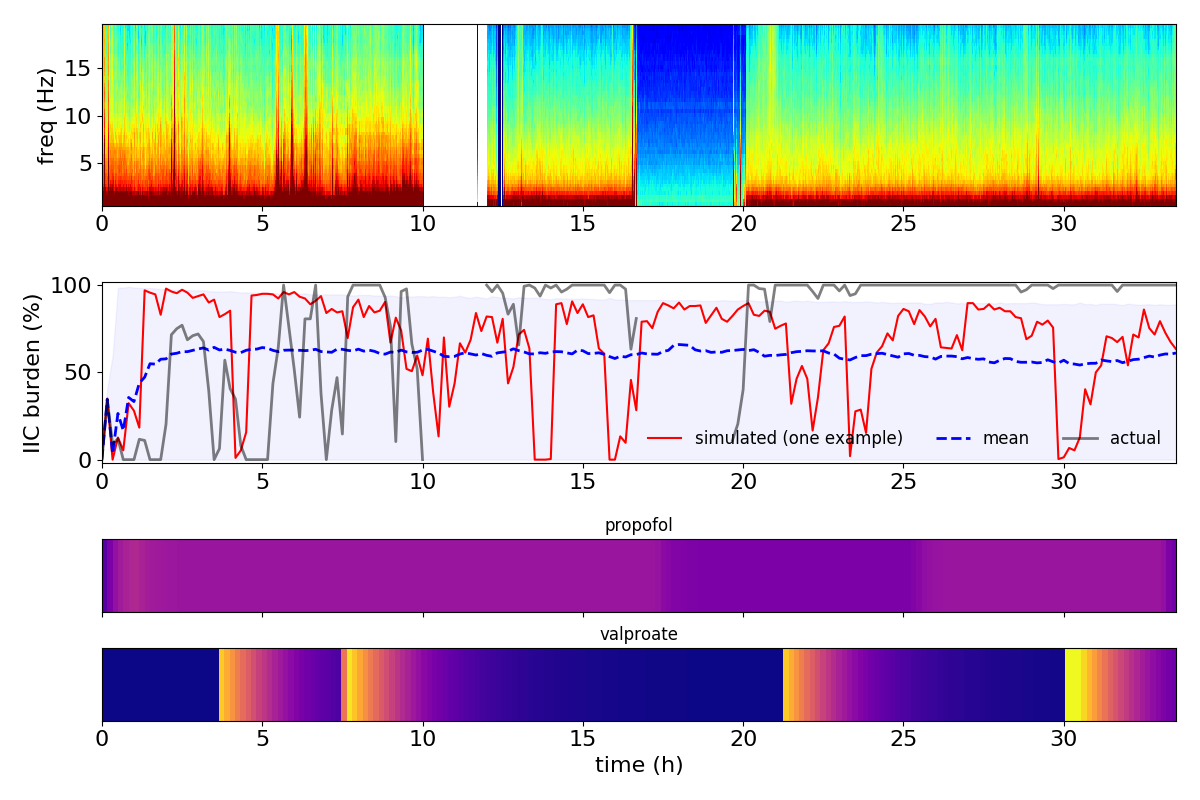 freq (Hz)
15
10
5
0 5 10 15 20 25 30
IIC burden (%)
100
50
0
simulated (one example) mean actual
0 5 10 15 20 25 30
propofol
valproate
0 5 10 15 20 25 30
time (h)